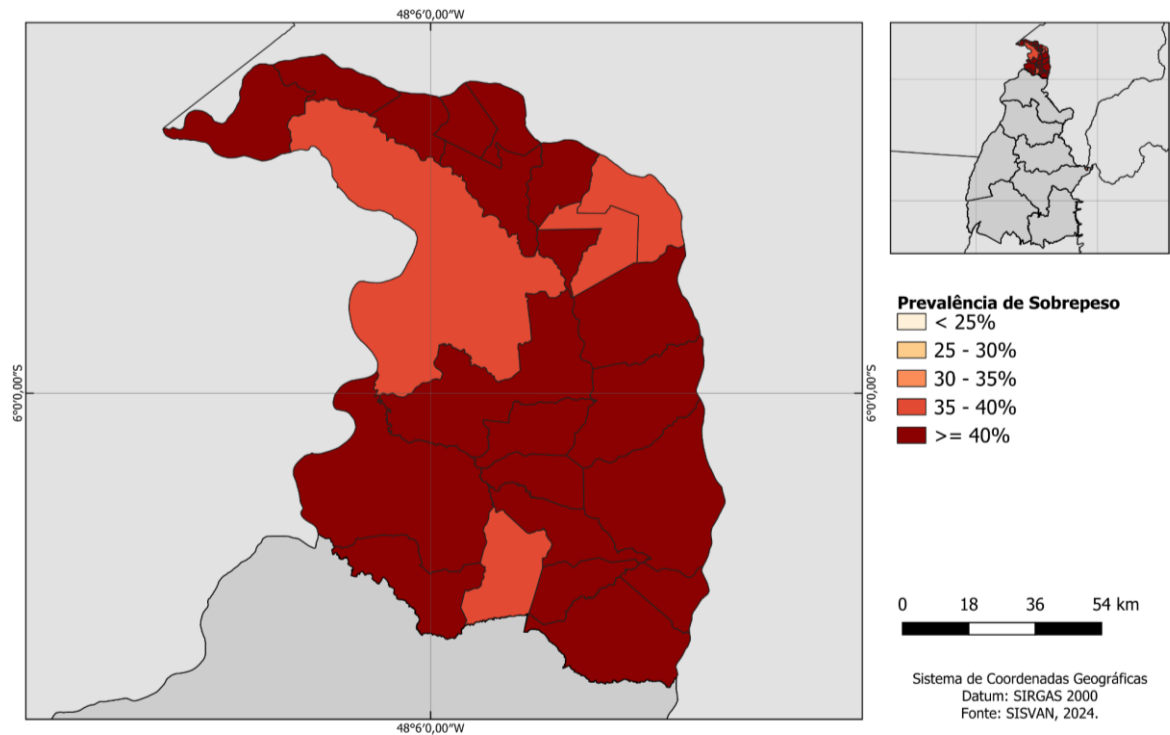 48°6′0,00″W
6°0′0,00″S
6°0′0,00″S
48°6′0,00″W
Prevalência de Sobrepeso
< 25%
25 - 30%
30 - 35%
35 - 40%
>= 40%
0 18 36 54 km
Sistema de Coordenadas Geográficas
Datum: SIRGAS 2000
Fonte: SISVAN, 2024.